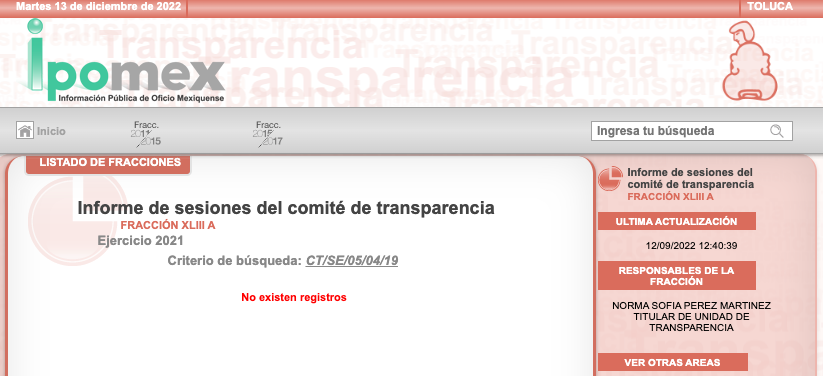 Martes 13 de diciembre de 2022
TOLUCA
ipomex
Información Pública de Oficio Mexiquense
Transparencia
Inicio
Fracc.
2015
Fracc.
2017
Ingresa tu búsqueda
LISTADO DE FRACCIONES
Informe de sesiones del comité de transparencia
FRACCIÓN XLIII A
Ejercicio 2021
Criterio de búsqueda: CT/SE/05/04/19
No existen registros
Informe de sesiones del
comité de transparencia
FRACCIÓN XLIII A
ULTIMA ACTUALIZACIÓN
12/09/2022 12:40:39
RESPONSABLES DE LA
FRACCIÓN
NORMA SOFIA PEREZ MARTINEZ
TITULAR DE UNIDAD DE
TRANSPARENCIA
VER OTRAS AREAS